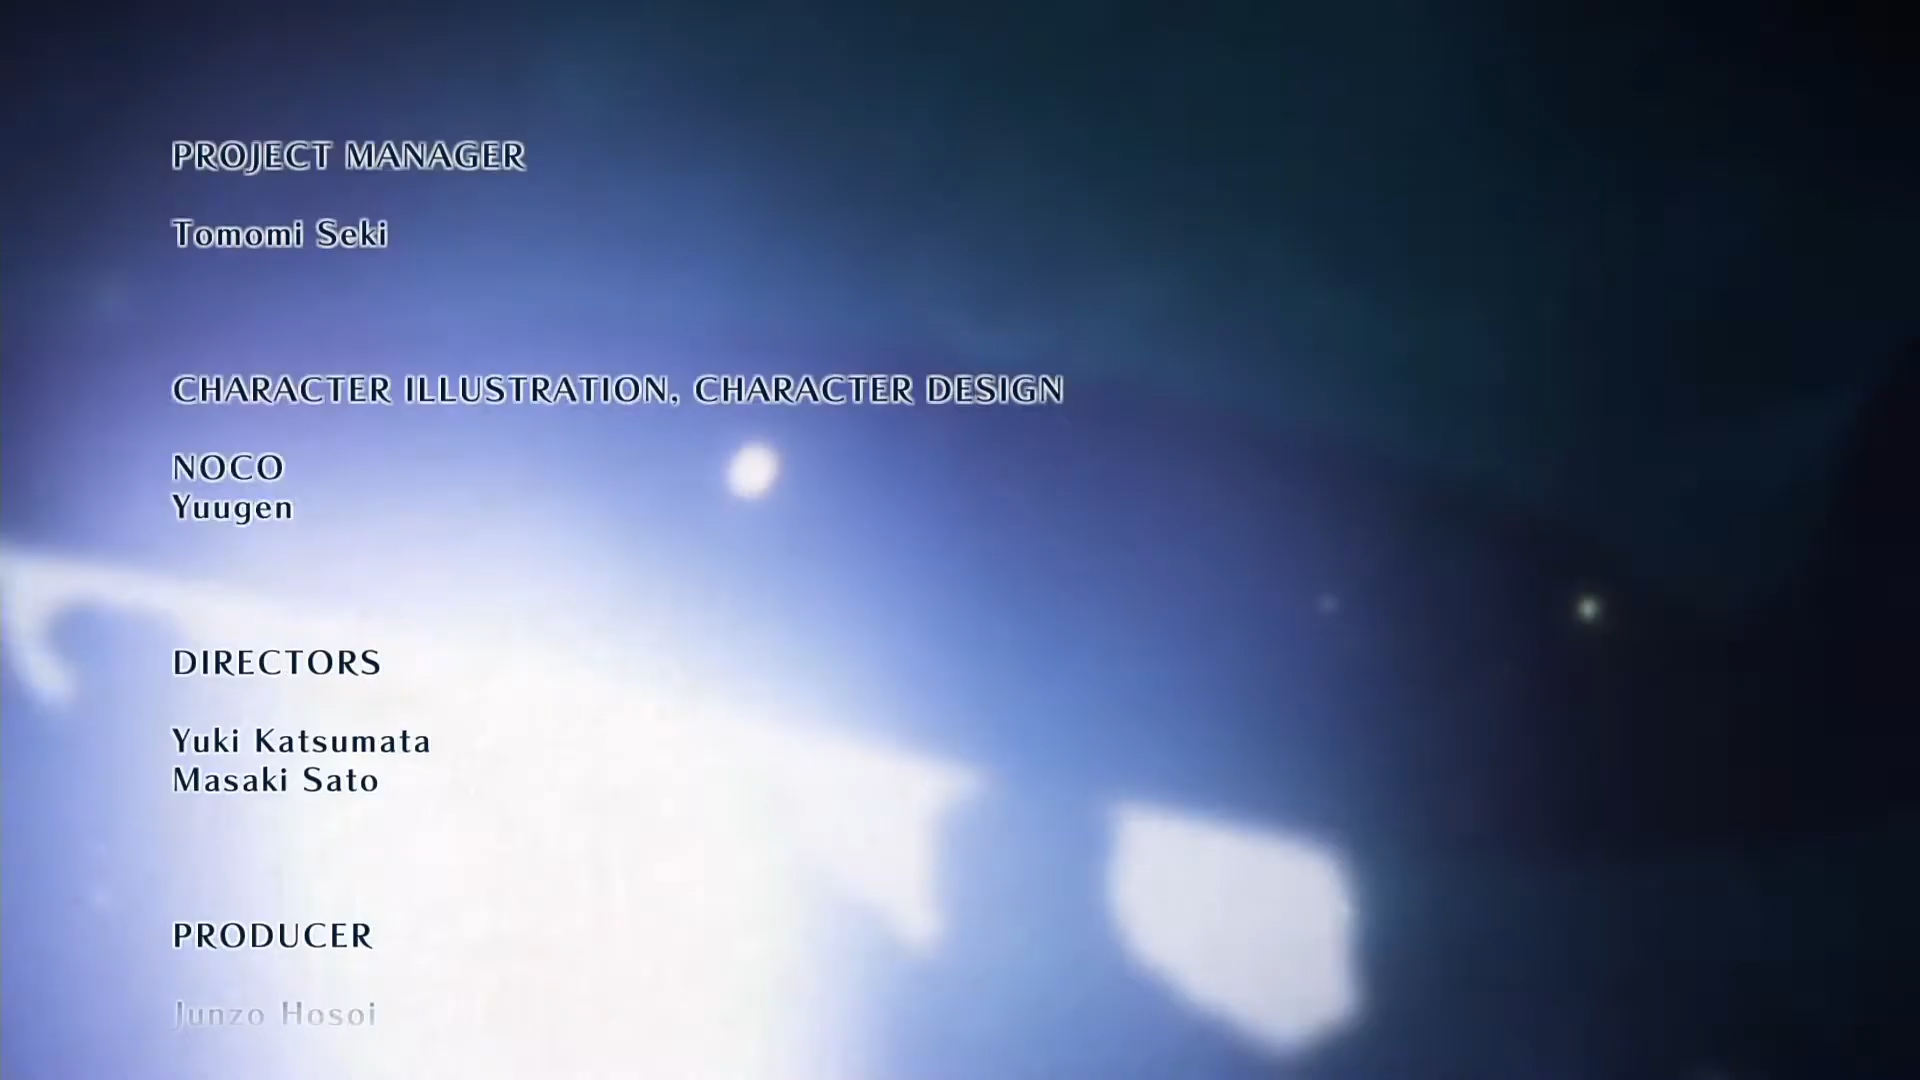 PROJECT MANAGER
Tomomi Seki
CHARACTER ILLUSTRATION, CHARACTER DESIGN
NOCO
Yuugen
DIRECTORS
Yuki Katsumata
Masaki Sato
PRODUCER
Junzo Hosoi